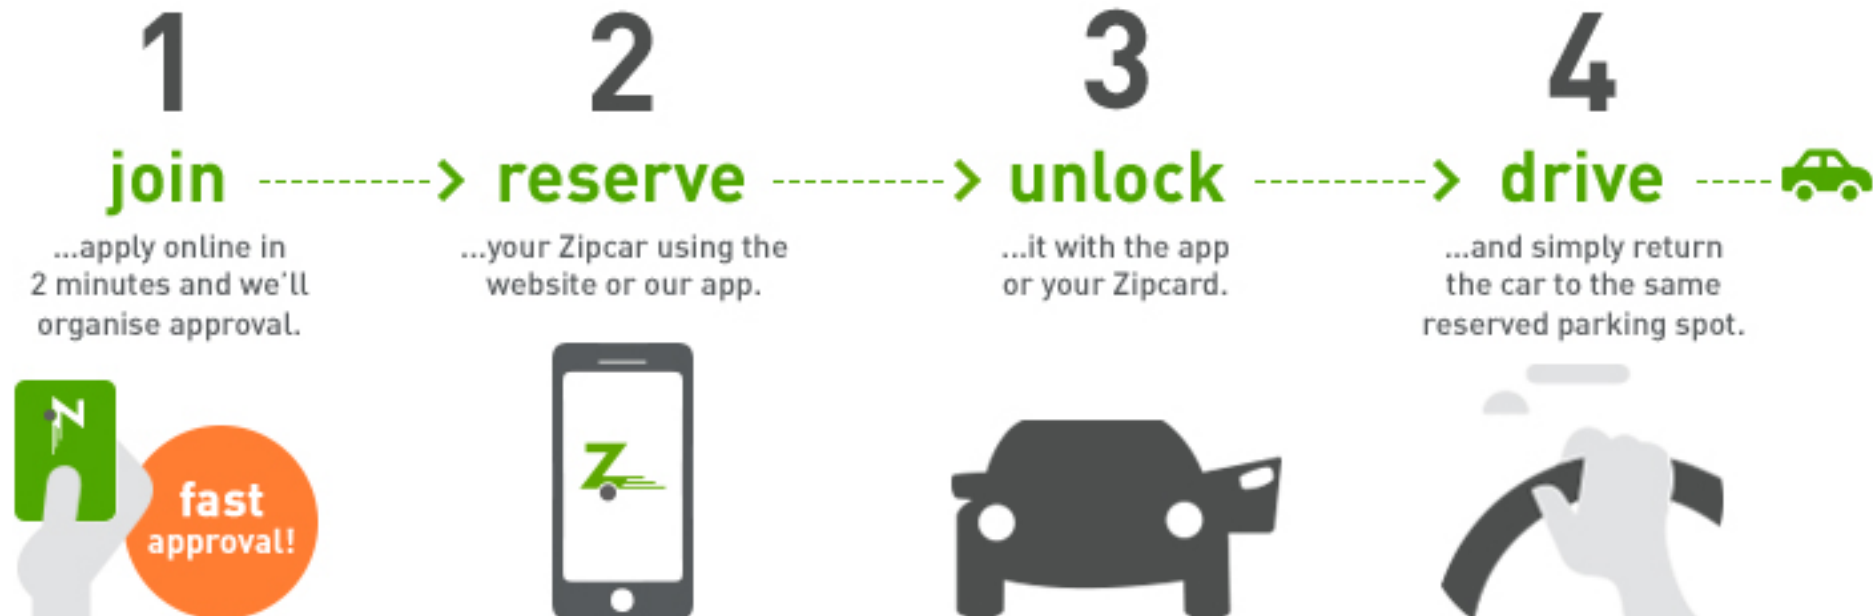 1
join
...apply online in
2 minutes and we'll
organise approval.
fast
approval!
2
reserve
...your Zipcar using the
website or our app.
Z
3
unlock
...it with the app
or your Zipcard.
4
drive
...and simply return
the car to the same
reserved parking spot.